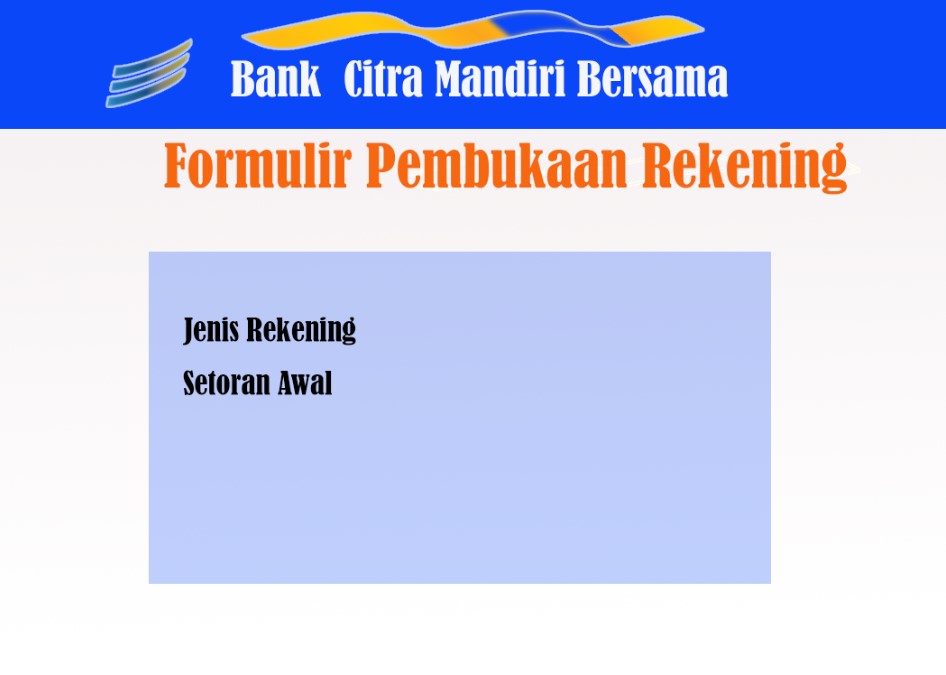 Bank Citra Mandiri Bersama
Formulir Pembukaan Rekening
Jenis Rekening
Setoran Awal